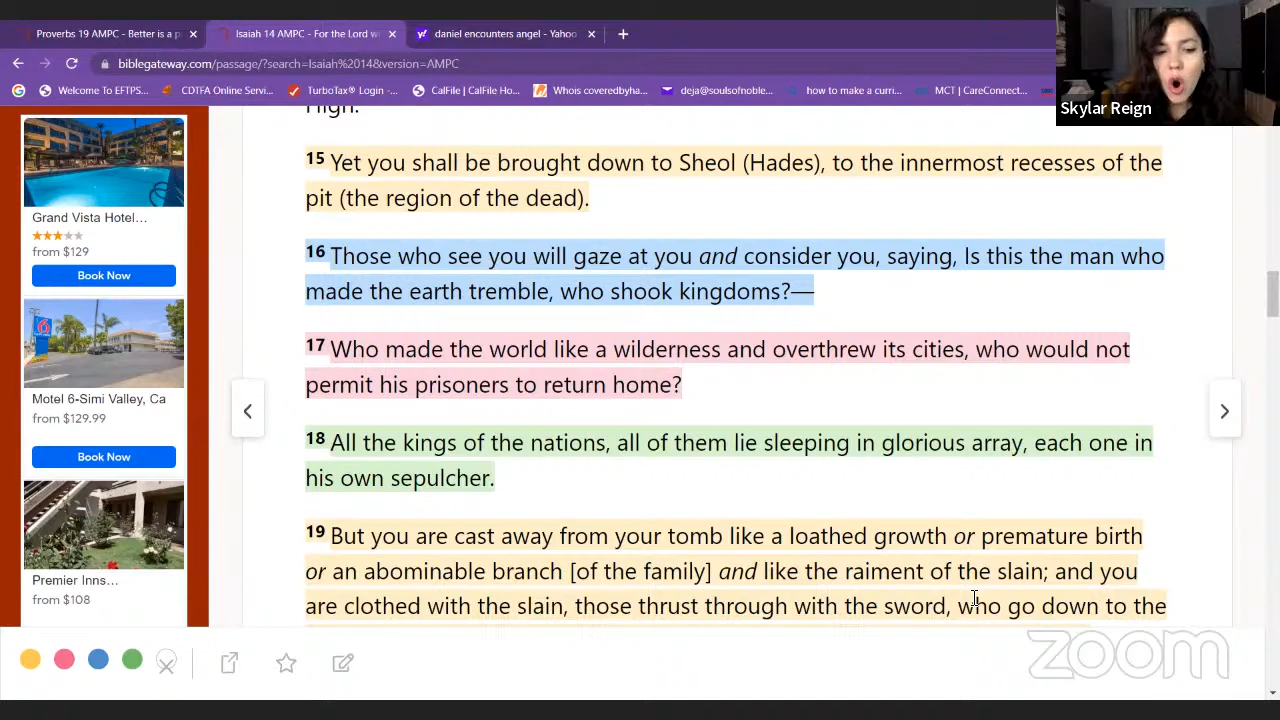 Proverbs 19 AMPC - Better is a p
Isaiah 14 AMPC - For the Lord w
daniel encounters angel - Yahoo
biblegateway.com/passage/?search=Isaiah%2014&version=AMPC
Welcome To EFTPS...
CDTFA Online Servi...
TurboTax® Login -...
CalFile | CalFile Ho...
Whois coveredbyha...
deja@soulsofnoble...
how to make a curri...
MCT | CareConnect...
Skylar Reign
High.
15 Yet you shall be brought down to Sheol (Hades), to the innermost recesses of the
pit (the region of the dead).
16 Those who see you will gaze at you and consider you, saying, Is this the man who
made the earth tremble, who shook kingdoms?—
17 Who made the world like a wilderness and overthrew its cities, who would not
permit his prisoners to return home?
18 All the kings of the nations, all of them lie sleeping in glorious array, each one in
his own sepulcher.
19 But you are cast away from your tomb like a loathed growth or premature birth
or an abominable branch [of the family] and like the raiment of the slain; and you
are clothed with the slain, those thrust through with the sword, who go down to the
Grand Vista Hotel...
from $129
Book Now
Motel 6-Simi Valley, Ca
from $129.99
Book Now
Premier Inns...
from $108
zoom